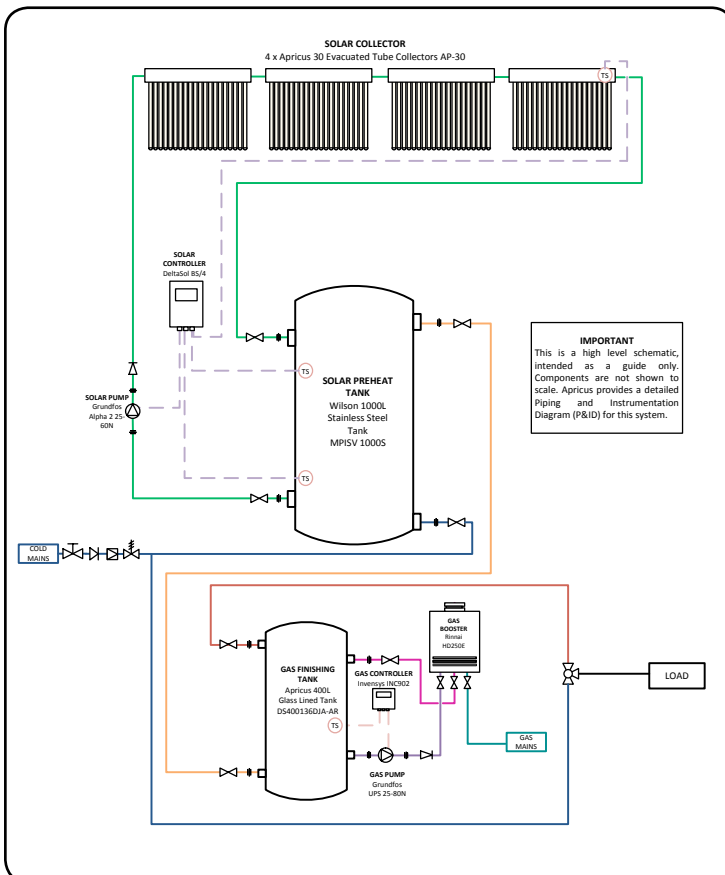 SOLAR COLLECTOR
4 x Apricus 30 Evacuated Tube Collectors AP-30
TS
SOLAR
CONTROLLER
DeltaSol BS/4
TS
SOLAR PREHEAT
TANK
Wilson 1000L
Stainless Steel
Tank
MPISV 1000S
TS
IMPORTANT
This is a high level schematic,
intended as a guide only.
Components are not shown to
scale. Apricus provides a detailed
Piping and Instrumentation
Diagram (P&ID) for this system.
SOLAR PUMP
Grundfos
Alpha 2 25-
60N
COLD
MAINS
GAS
BOOSTER
Rinnai
HD250E
GAS FINISHING
TANK
Apricus 400L
Glass Lined Tank
DS400136DJA-AR
TS
GAS CONTROLLER
Invensys INC902
LOAD
GAS
MAINS
GAS PUMP
Grundfos
UPS 25-80N